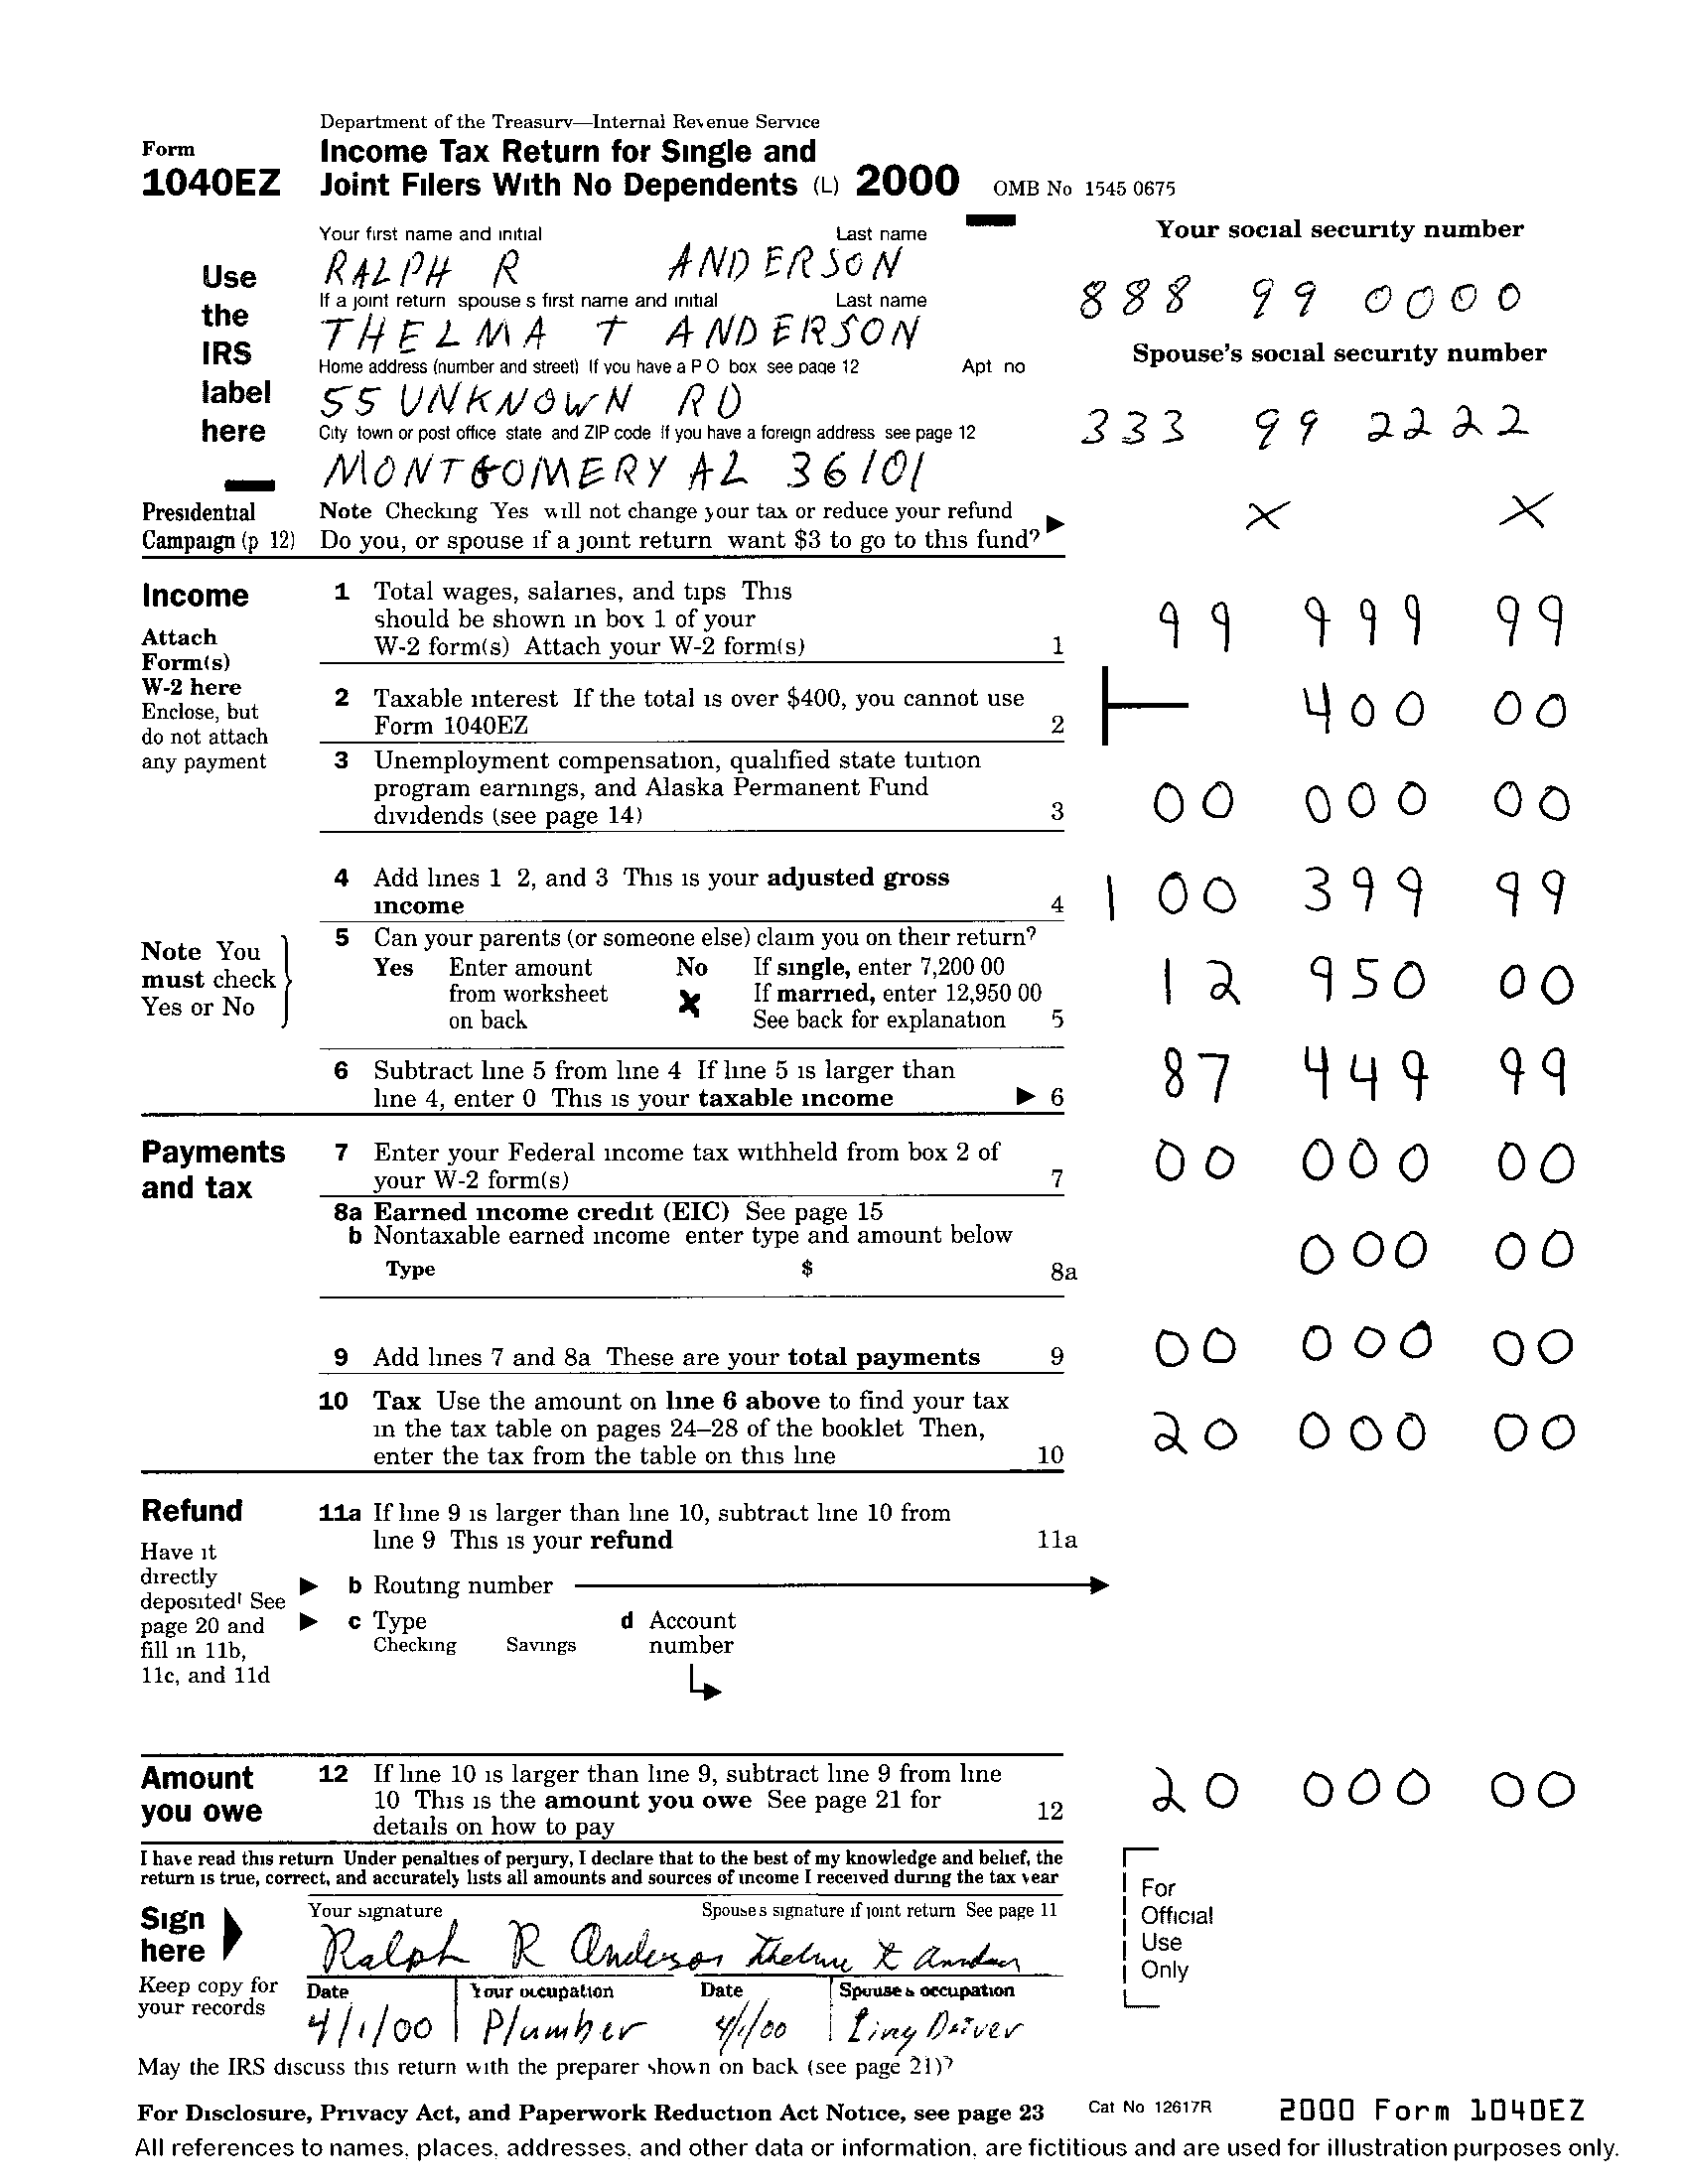 Department of the Treasury—Internal Revenue Service
Form
1040EZ
Income Tax Return for Single and
Joint Filers With No Dependents (L) 2000 OMB No 1545 0675
Use
the
IRS
label
here
Your first name and initial Last name
RALPH R ANDERSON
If a joint return spouse s first name and initial Last name
THELMA T ANDERSON
Home address (number and street) If you have a P O box see page 12 Apt no
55 UNKNOWN RD
City town or post office state and ZIP code If you have a foreign address see page 12
MONTGOMERY AL 36101
Your social security number
888 99 0000
Spouse's social security number
333 99 2222
Presidential
Campaign (p 12)
Note Checking Yes will not change your tax or reduce your refund
Do you, or spouse if a joint return want $3 to go to this fund? X X
Income
Attach
Form(s)
W-2 here
Enclose, but
do not attach
any payment
1 Total wages, salaries, and tips This
should be shown in box 1 of your
W-2 form(s) Attach your W-2 form(s) 1 99 999 99
2 Taxable interest If the total is over $400, you cannot use
Form 1040EZ 2 400 00
3 Unemployment compensation, qualified state tuition
program earnings, and Alaska Permanent Fund
dividends (see page 14) 3 00 000 00
4 Add lines 1 2, and 3 This is your adjusted gross
income 4 1 00 399 99
Note You
must check
Yes or No
5 Can your parents (or someone else) claim you on their return?
Yes Enter amount No If single, enter 7,200 00
from worksheet X If married, enter 12,950 00
on back See back for explanation 5 12 950 00
6 Subtract line 5 from line 4 If line 5 is larger than
line 4, enter 0 This is your taxable income 6 87 449 99
Payments
and tax
7 Enter your Federal income tax withheld from box 2 of
your W-2 form(s) 7 00 000 00
8a Earned income credit (EIC) See page 15
b Nontaxable earned income enter type and amount below
Type $ 8a 000 00
9 Add lines 7 and 8a These are your total payments 9 00 000 00
10 Tax Use the amount on line 6 above to find your tax
in the tax table on pages 24–28 of the booklet Then,
enter the tax from the table on this line 10 20 000 00
Refund
Have it
directly
deposited! See
page 20 and
fill in 11b,
11c, and 11d
11a If line 9 is larger than line 10, subtract line 10 from
line 9 This is your refund 11a
b Routing number
c Type d Account
Checking Savings number
Amount
you owe
12 If line 10 is larger than line 9, subtract line 9 from line
10 This is the amount you owe See page 21 for
details on how to pay 12 20 000 00
I have read this return Under penalties of perjury, I declare that to the best of my knowledge and belief, the
return is true, correct, and accurately lists all amounts and sources of income I received during the tax year
Sign
here
Keep copy for
your records
Your signature Spouses signature if joint return See page 11
Ralph R Anderson Thelma T Anderson
Date Your occupation Date Spouse s occupation
4/1/00 Plumber 4/1/00 Limy Driver
For
Official
Use
Only
May the IRS discuss this return with the preparer shown on back (see page 21)?
For Disclosure, Privacy Act, and Paperwork Reduction Act Notice, see page 23 Cat No 12617R 2000 Form 1040EZ
All references to names, places, addresses, and other data or information, are fictitious and are used for illustration purposes only.